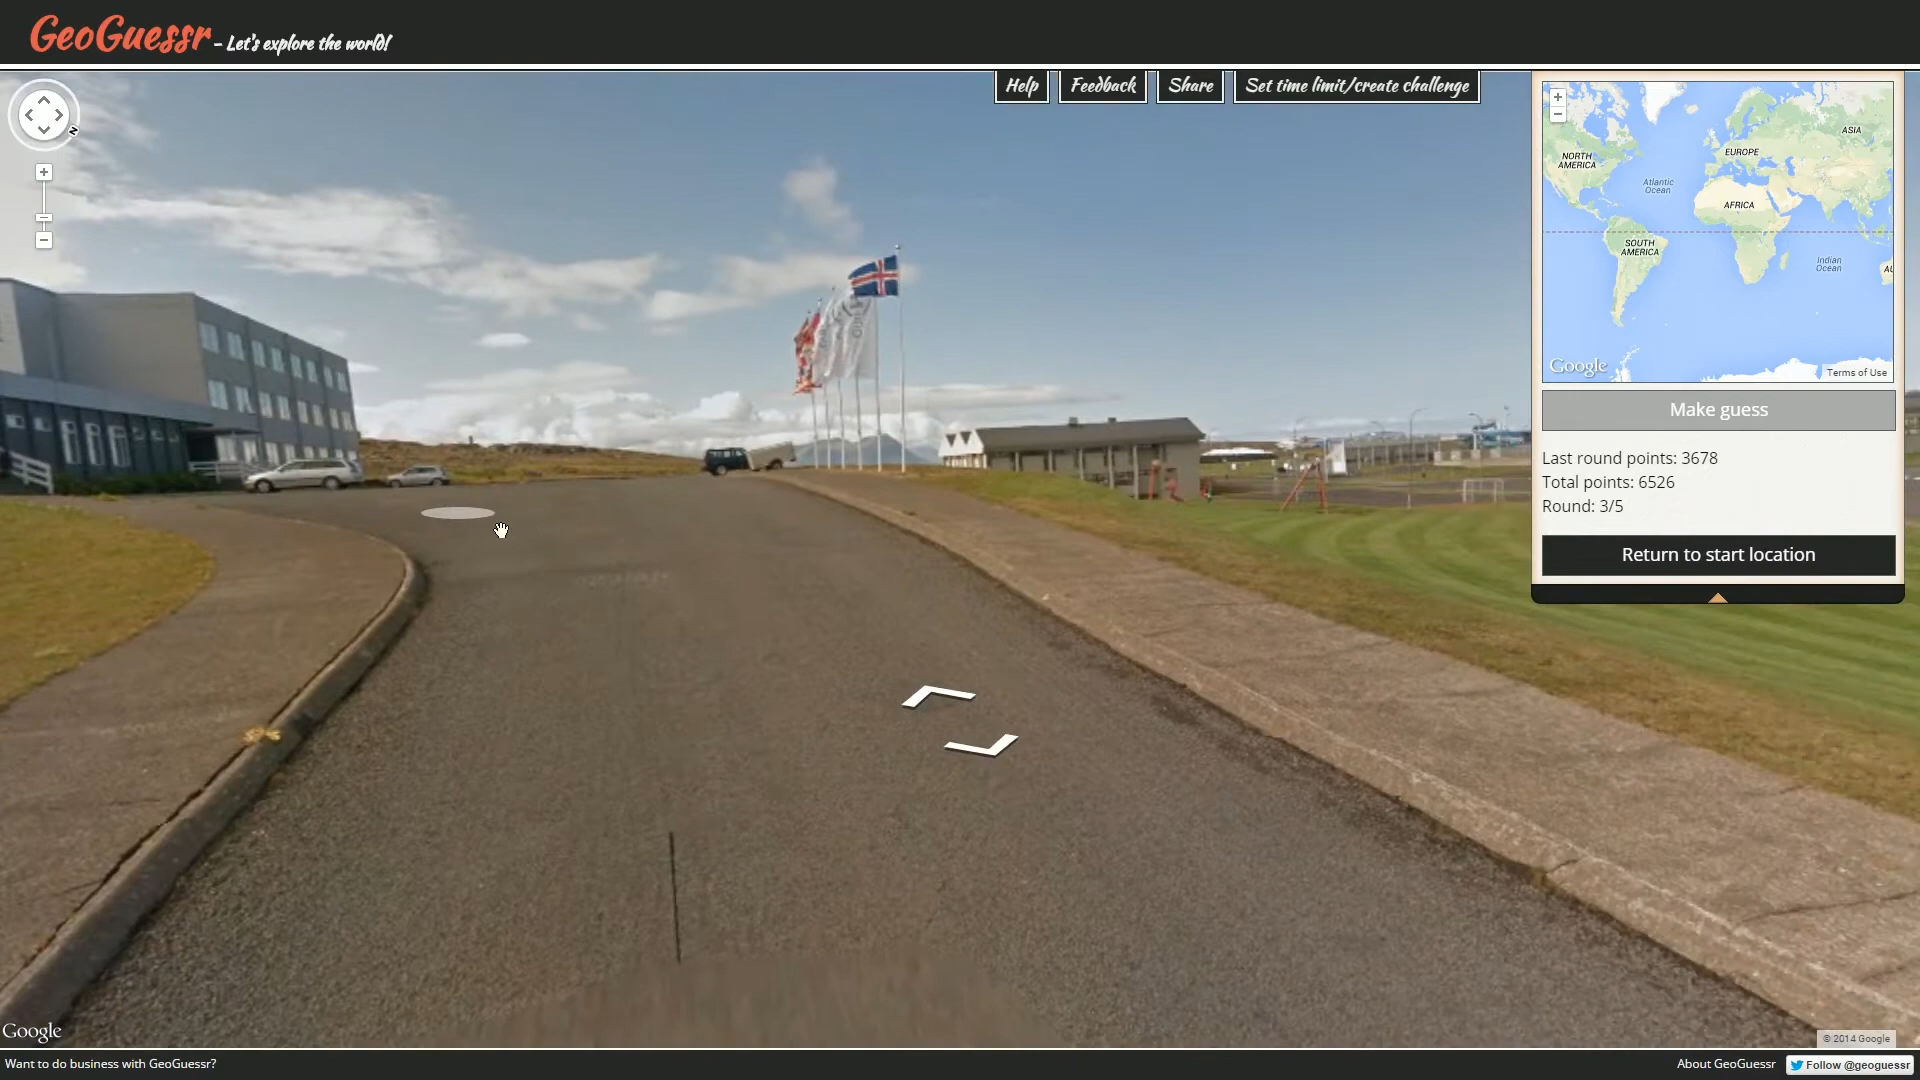 GeoGuessr - Let's explore the world!
Help
Feedback
Share
Set time limit/create challenge
N
+
−
+
−
NORTH AMERICA
Atlantic Ocean
EUROPE
ASIA
AFRICA
SOUTH AMERICA
Indian Ocean
AU
Google
Terms of Use
Make guess
Last round points: 3678
Total points: 6526
Round: 3/5
Return to start location
Google
© 2014 Google
Want to do business with GeoGuessr?
About GeoGuessr
Follow @geoguessr